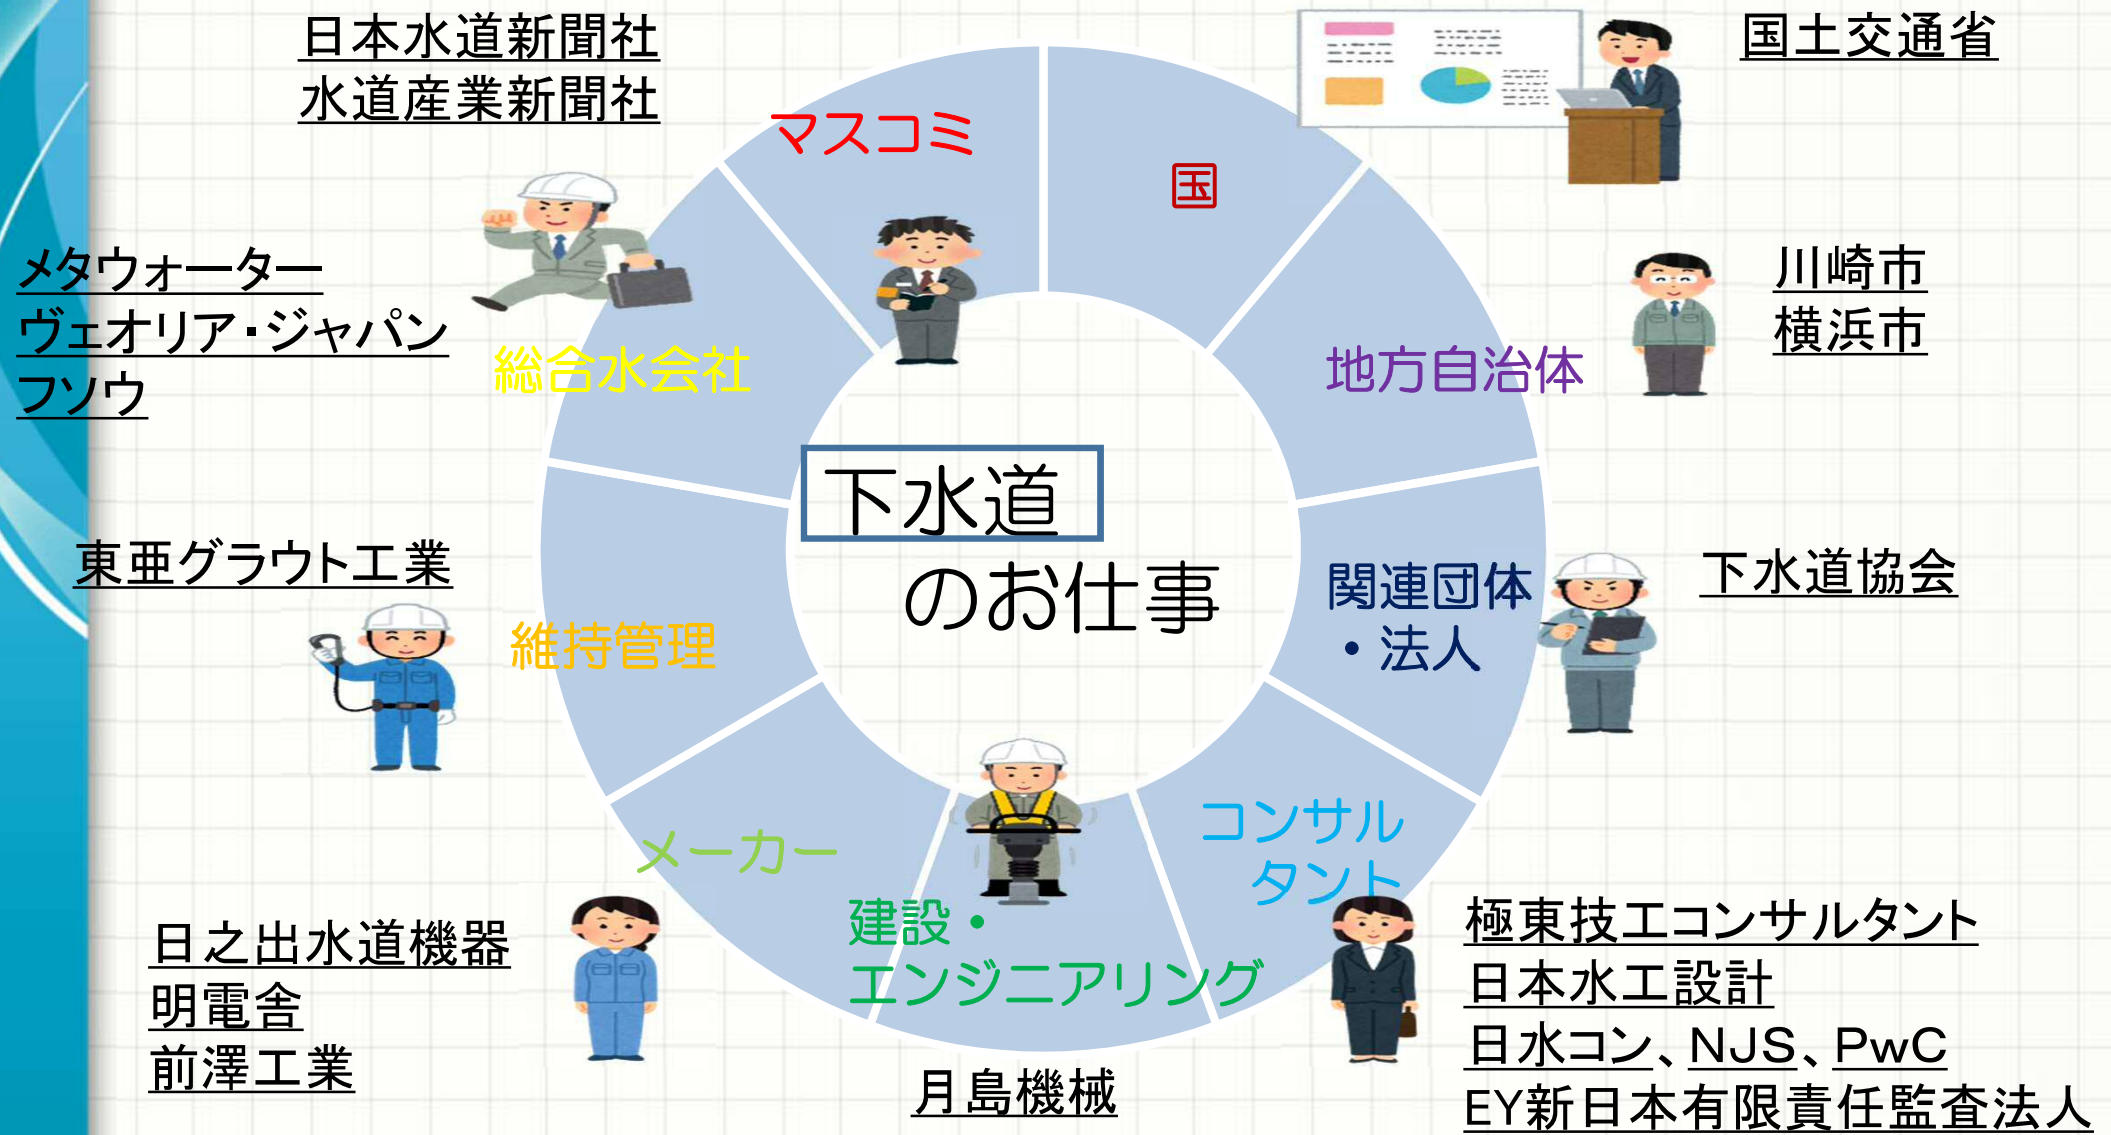 日本水道新聞社
水道産業新聞社
国土交通省
マスコミ
国
メタウォーター
ヴェオリア・ジャパン
フソウ
総合水会社
川崎市
横浜市
地方自治体
下水道
のお仕事
東亜グラウト工業
維持管理
関連団体
・法人
下水道協会
メーカー
コンサル
タント
建設・
エンジニアリング
日之出水道機器
明電舎
前澤工業
月島機械
極東技工コンサルタント
日本水工設計
日水コン、NJS、PwC
EY新日本有限責任監査法人